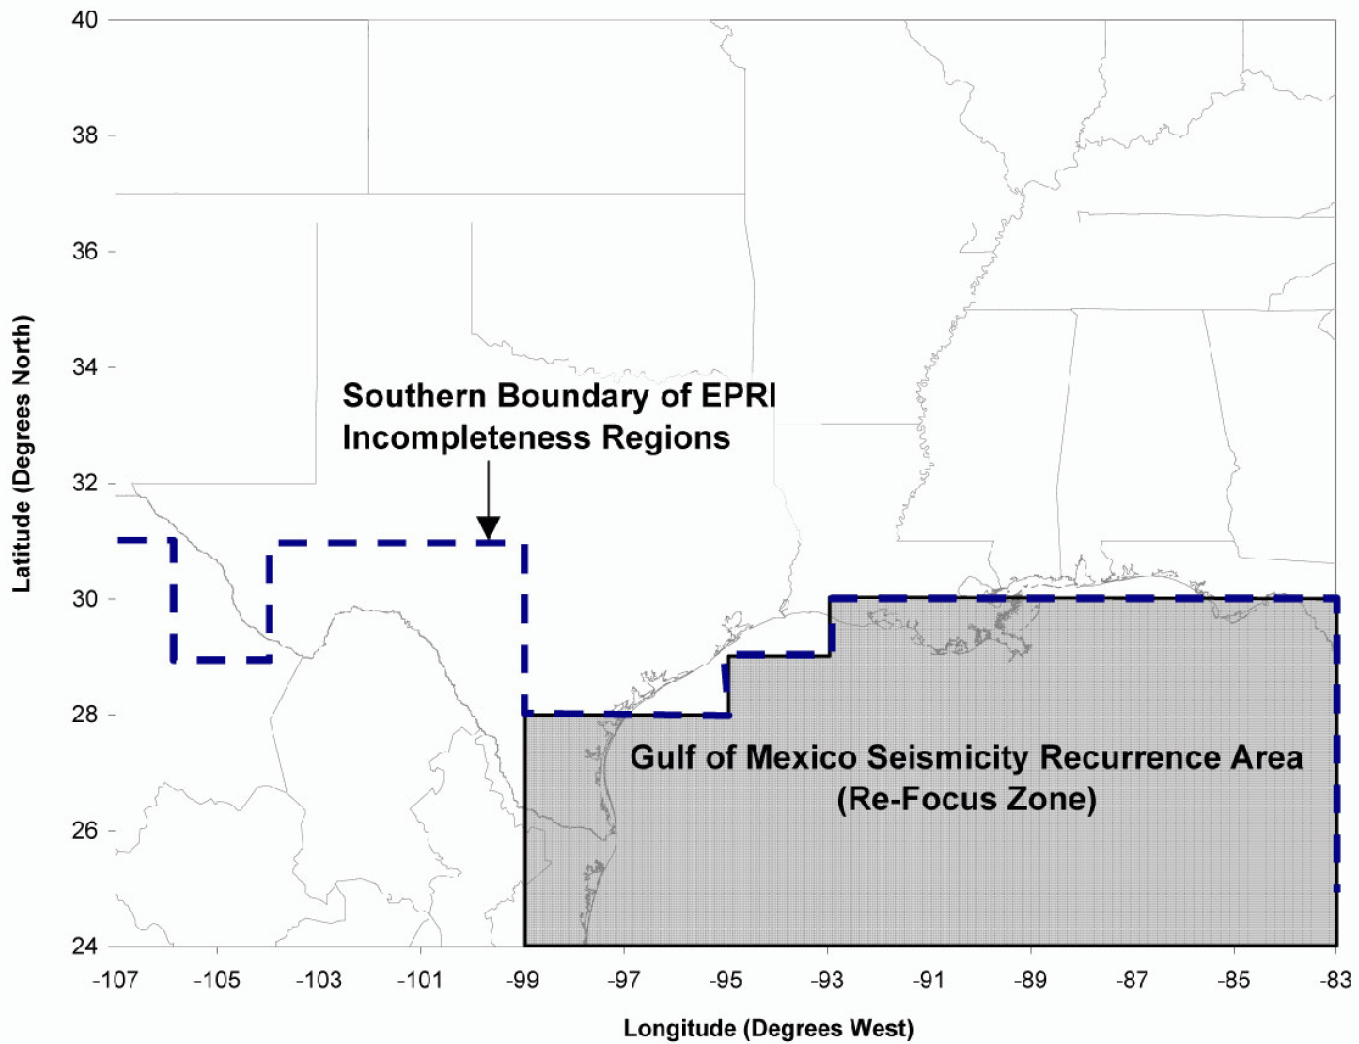 40
38
36
34
32
30
28
26
24
Latitude (Degrees North)
Southern Boundary of EPRI
Incompleteness Regions
Gulf of Mexico Seismicity Recurrence Area
(Re-Focus Zone)
-107 -105 -103 -101 -99 -97 -95 -93 -91 -89 -87 -85 -83
Longitude (Degrees West)